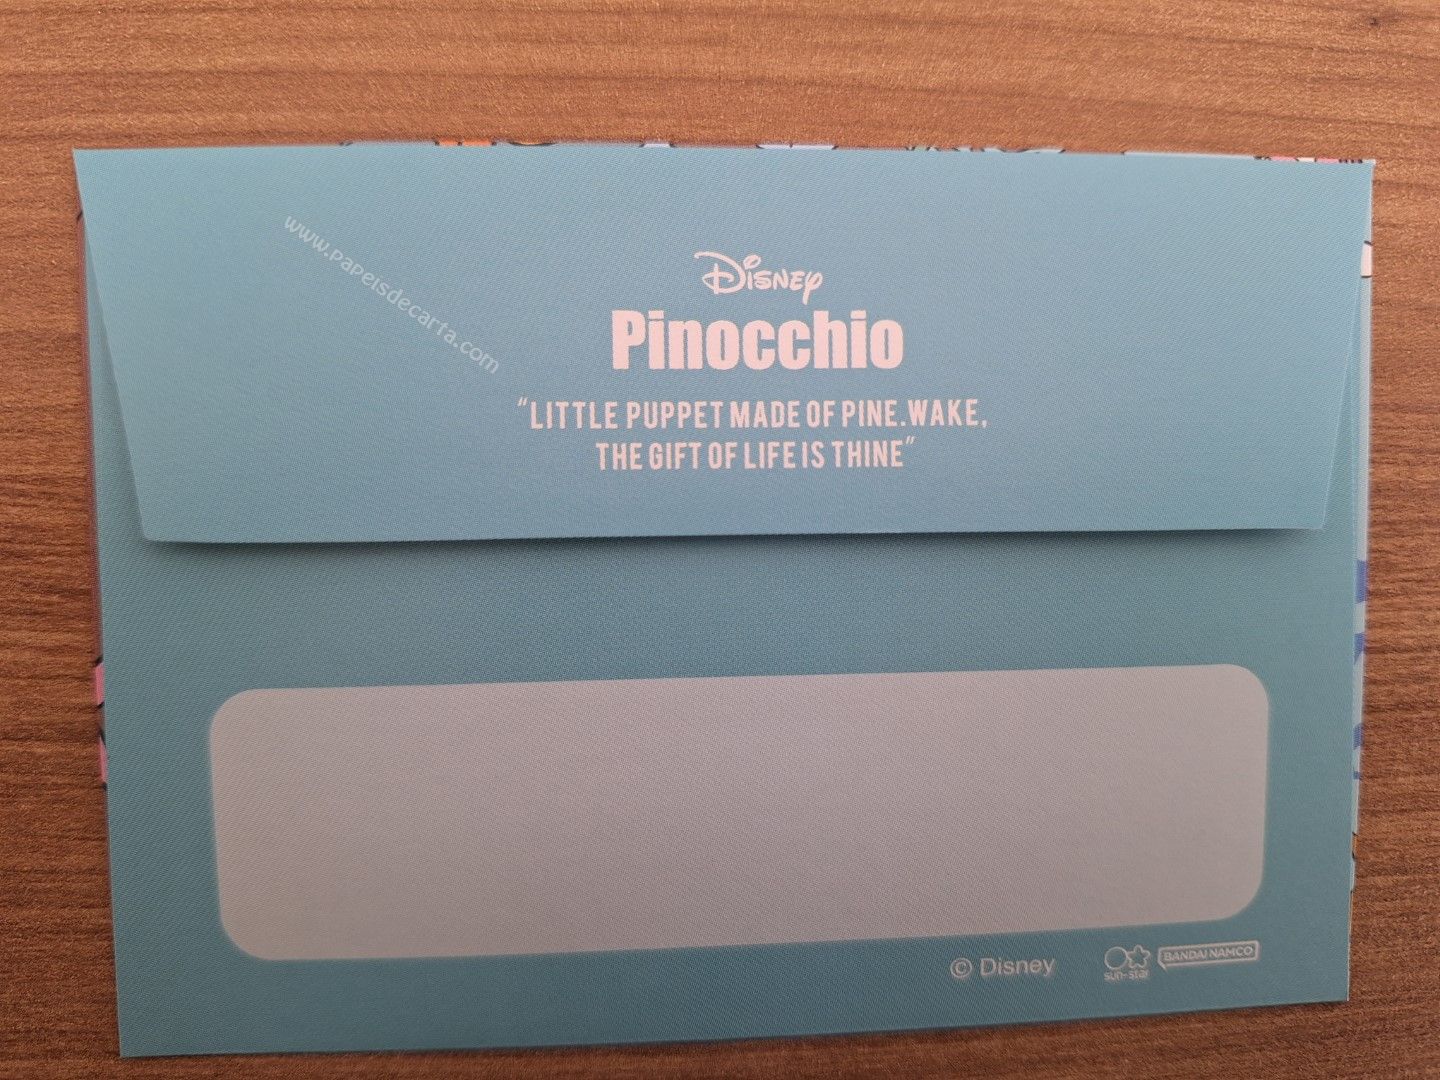 www.papeisdecarta.com
Disney
Pinocchio
“LITTLE PUPPET MADE OF PINE.WAKE,
THE GIFT OF LIFE IS THINE”
© Disney
sun-star
BANDAI NAMCO